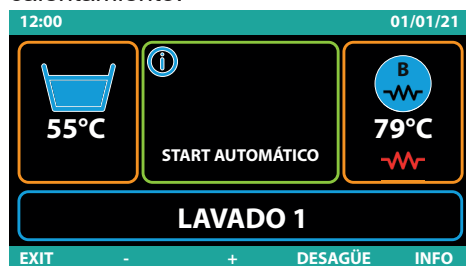 12:00 01/01/21
B
55°C
79°C
START AUTOMÁTICO
LAVADO 1
EXIT - + DESAGÜE INFO